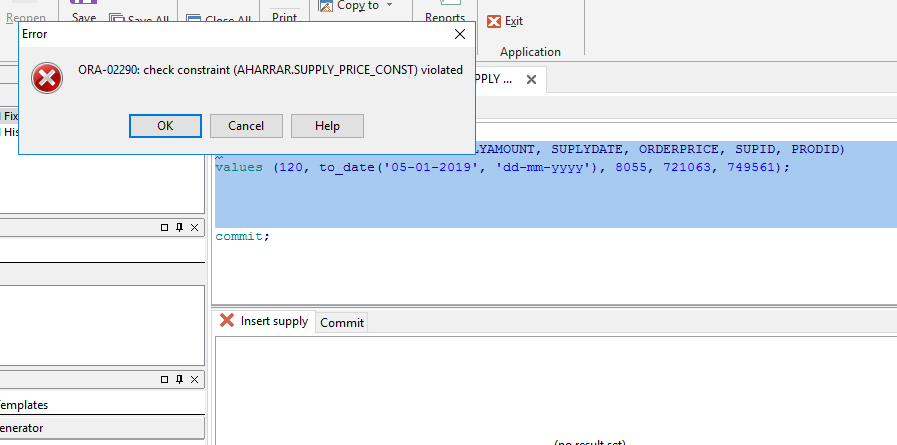 Reopen Save Save All Close All Print Copy to Reports
Exit
Application
Error
ORA-02290: check constraint (AHARRAR.SUPPLY_PRICE_CONST) violated
OK Cancel Help
PPLY ...
Fix
His
LYAMOUNT, SUPLYDATE, ORDERPRICE, SUPID, PRODID)
values (120, to_date('05-01-2019', 'dd-mm-yyyy'), 8055, 721063, 749561);
commit;
Insert supply Commit
emplates
enerator
(no result set)